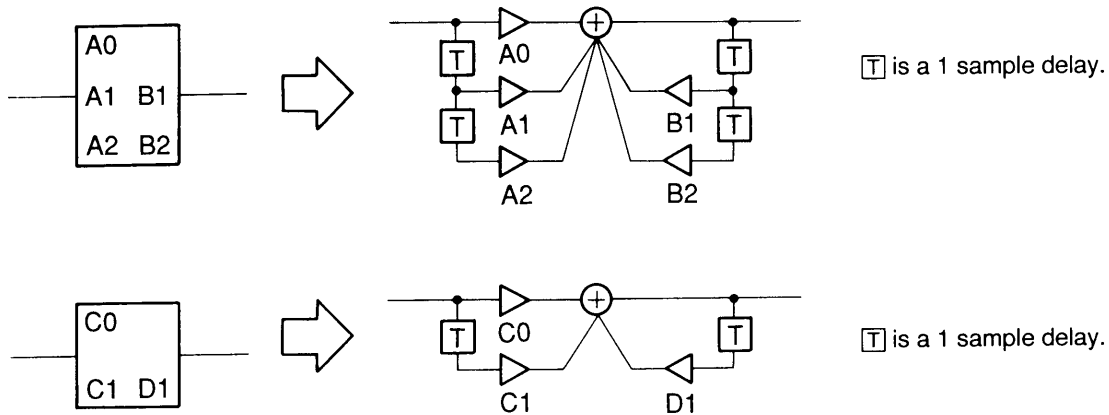 A0
A1 B1
A2 B2
T T
A0
T is a 1 sample delay.
A1 B1
T T
A2 B2
C0
C1 D1
T T
C0
C1 D1
T is a 1 sample delay.